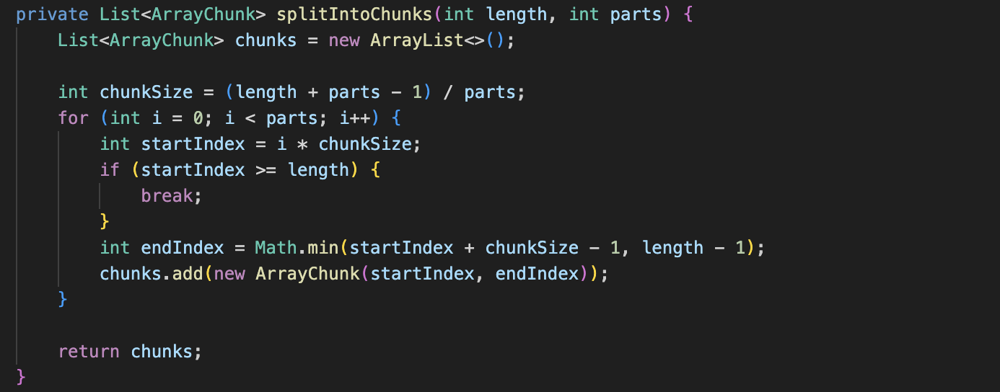 private List<ArrayChunk> splitIntoChunks(int length, int parts) {
    List<ArrayChunk> chunks = new ArrayList<>();

    int chunkSize = (length + parts - 1) / parts;
    for (int i = 0; i < parts; i++) {
        int startIndex = i * chunkSize;
        if (startIndex >= length) {
            break;
        }
        int endIndex = Math.min(startIndex + chunkSize - 1, length - 1);
        chunks.add(new ArrayChunk(startIndex, endIndex));
    }

    return chunks;
}